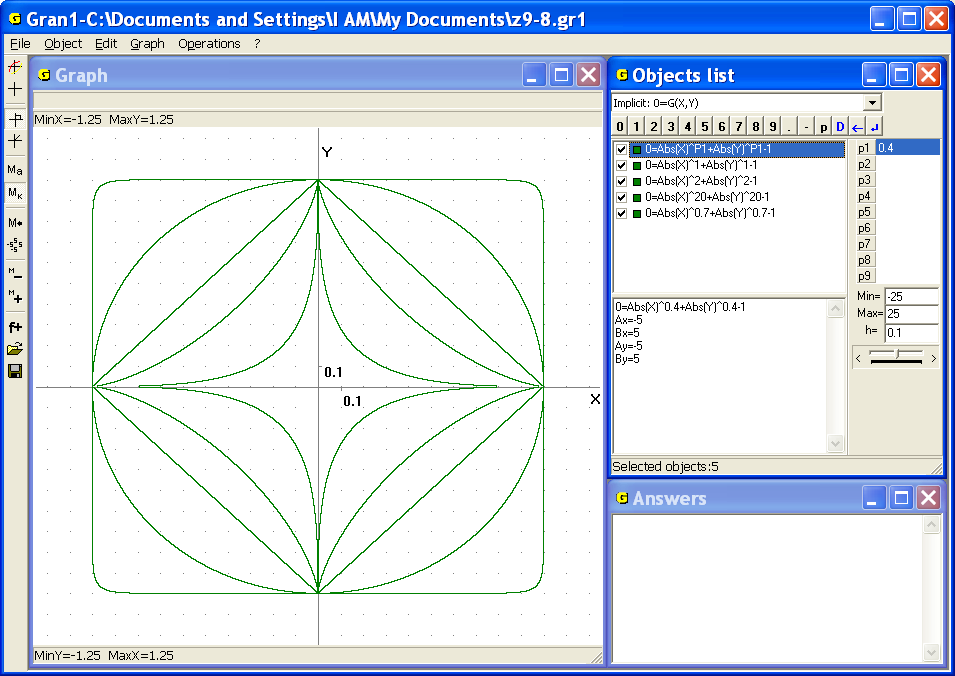 Gran1-C:\Documents and Settings\I AM\My Documents\z9-8.gr1
File Object Edit Graph Operations ?
Graph
MinX=-1.25 MaxY=1.25
Y
0.1
0.1
X
MinY=-1.25 MaxX=1.25
Ma
Mк
M
M
M
f+
Objects list
Implicit: 0=G(X,Y)
0 1 2 3 4 5 6 7 8 9 . - p D ← ↵
0=Abs(X)^P1+Abs(Y)^P1-1
0=Abs(X)^1+Abs(Y)^1-1
0=Abs(X)^2+Abs(Y)^2-1
0=Abs(X)^20+Abs(Y)^20-1
0=Abs(X)^0.7+Abs(Y)^0.7-1
p1 0.4
p2
p3
p4
p5
p6
p7
p8
p9
Min= -25
Max= 25
h= 0.1
0=Abs(X)^0.4+Abs(Y)^0.4-1
Ax=-5
Bx=5
Ay=-5
By=5
Selected objects:5
Answers